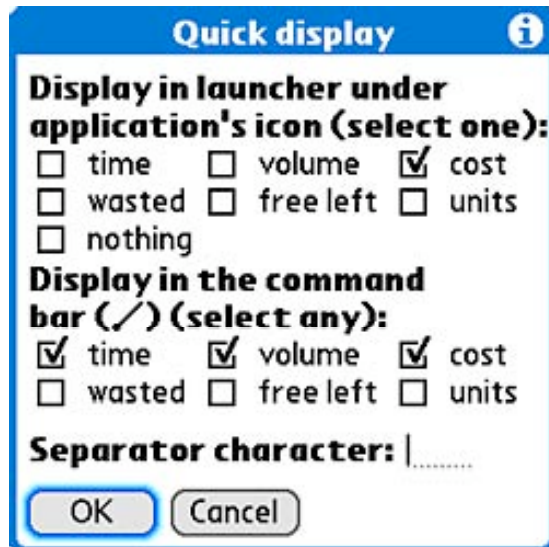 Quick display i
Display in launcher under
application's icon (select one):
time volume cost
wasted free left units
nothing
Display in the command
bar (/) (select any):
time volume cost
wasted free left units
Separator character:
OK Cancel